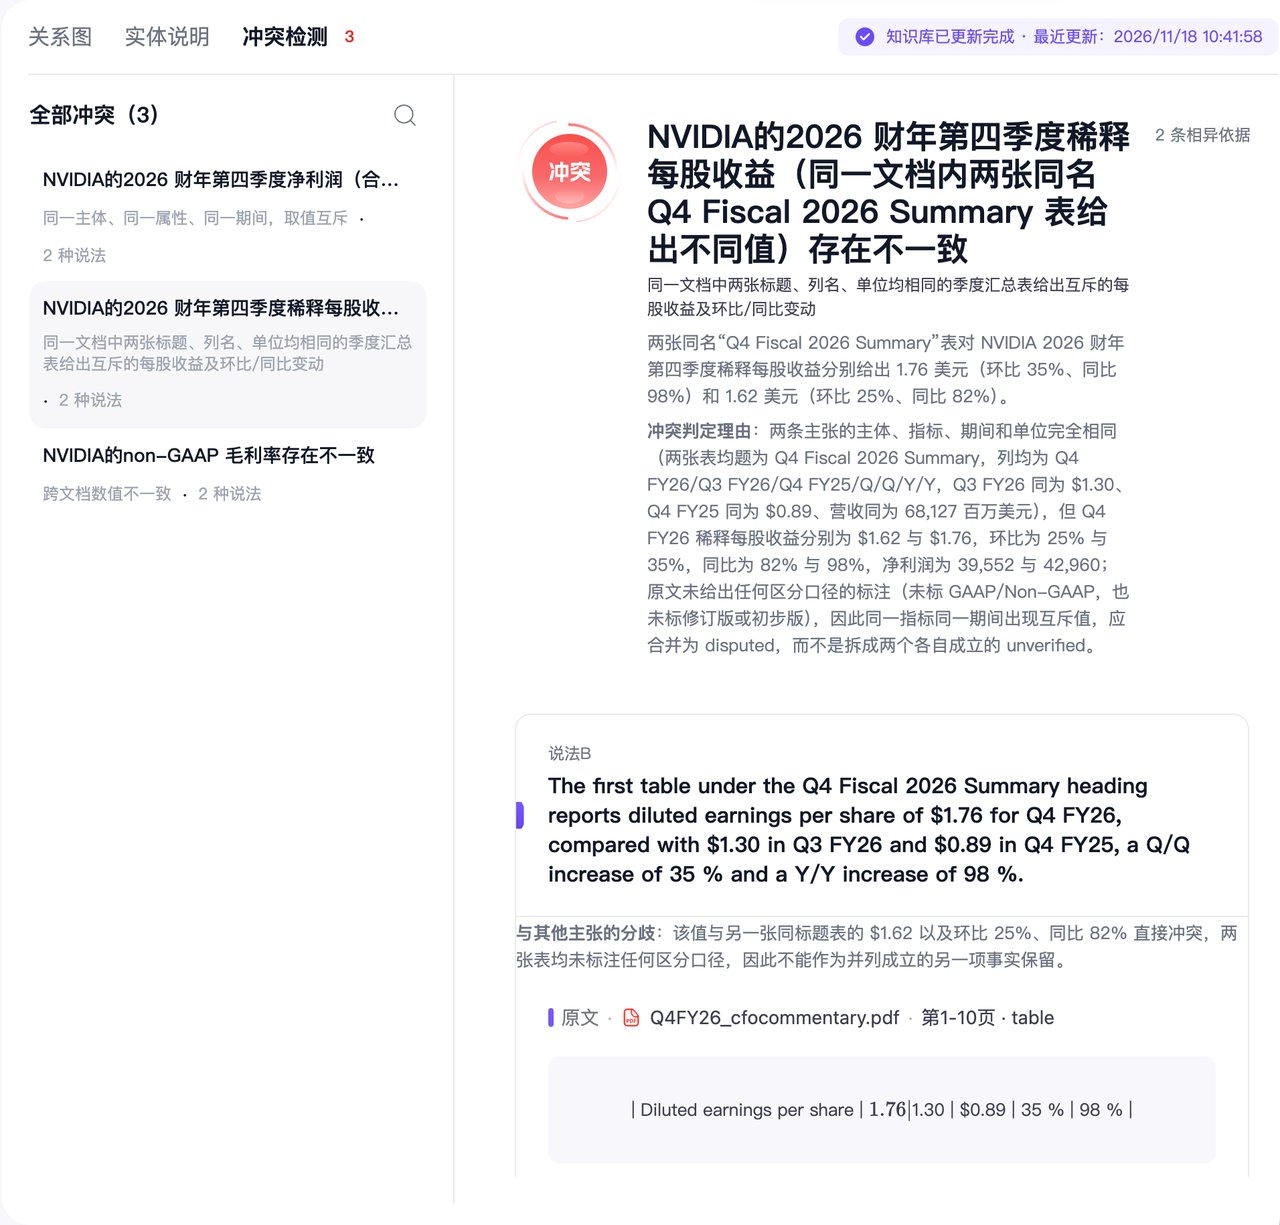 关系图 实体说明 冲突检测 3
知识库已更新完成 · 最近更新：2026/11/18 10:41:58
全部冲突（3）
NVIDIA的2026 财年第四季度净利润（合...
同一主体、同一属性、同一期间，取值互斥 ·
2 种说法
NVIDIA的2026 财年第四季度稀释每股收...
同一文档中两张标题、列名、单位均相同的季度汇总
表给出互斥的每股收益及环比/同比变动
· 2 种说法
NVIDIA的non-GAAP 毛利率存在不一致
跨文档数值不一致 · 2 种说法
冲突
NVIDIA的2026 财年第四季度稀释
每股收益（同一文档内两张同名
Q4 Fiscal 2026 Summary 表给
出不同值）存在不一致
2 条相异依据
同一文档中两张标题、列名、单位均相同的季度汇总表给出互斥的每
股收益及环比/同比变动
两张同名“Q4 Fiscal 2026 Summary”表对 NVIDIA 2026 财年
第四季度稀释每股收益分别给出 1.76 美元（环比 35%、同比
98%）和 1.62 美元（环比 25%、同比 82%）。
冲突判定理由：两条主张的主体、指标、期间和单位完全相同
（两张表均题为 Q4 Fiscal 2026 Summary，列均为 Q4
FY26/Q3 FY26/Q4 FY25/Q/Q/Y/Y，Q3 FY26 同为 $1.30、
Q4 FY25 同为 $0.89、营收同为 68,127 百万美元），但 Q4
FY26 稀释每股收益分别为 $1.62 与 $1.76，环比为 25% 与
35%，同比为 82% 与 98%，净利润为 39,552 与 42,960；
原文未给出任何区分口径的标注（未标 GAAP/Non-GAAP，也
未标修订版或初步版），因此同一指标同一期间出现互斥值，应
合并为 disputed，而不是拆成两个各自成立的 unverified。
说法B
The first table under the Q4 Fiscal 2026 Summary heading
reports diluted earnings per share of $1.76 for Q4 FY26,
compared with $1.30 in Q3 FY26 and $0.89 in Q4 FY25, a Q/Q
increase of 35 % and a Y/Y increase of 98 %.
与其他主张的分歧：该值与另一张同标题表的 $1.62 以及环比 25%、同比 82% 直接冲突，两
张表均未标注任何区分口径，因此不能作为并列成立的另一项事实保留。
原文 · PDF Q4FY26_cfocommentary.pdf · 第1-10页 · table
| Diluted earnings per share | 1.76|1.30 | $0.89 | 35 % | 98 % |